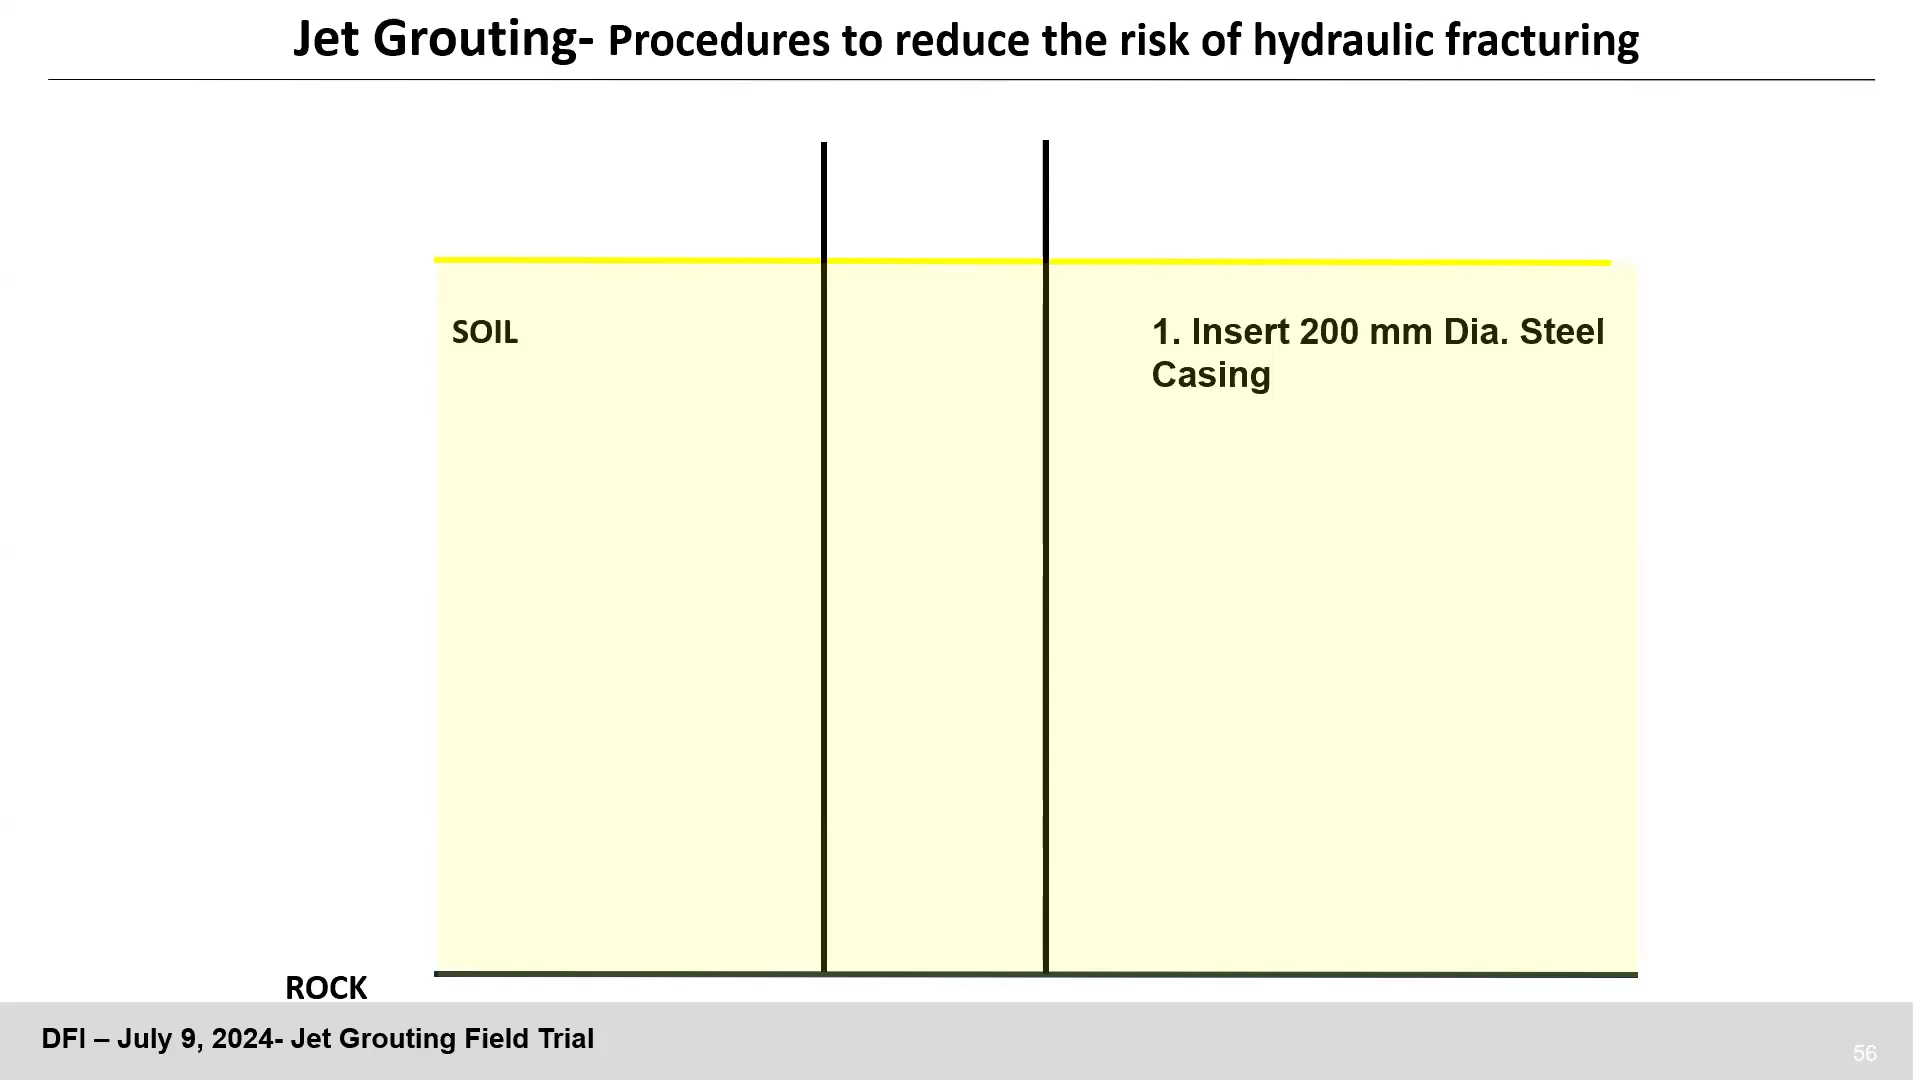 Jet Grouting- Procedures to reduce the risk of hydraulic fracturing
SOIL
1. Insert 200 mm Dia. Steel
Casing
ROCK
DFI – July 9, 2024- Jet Grouting Field Trial
56